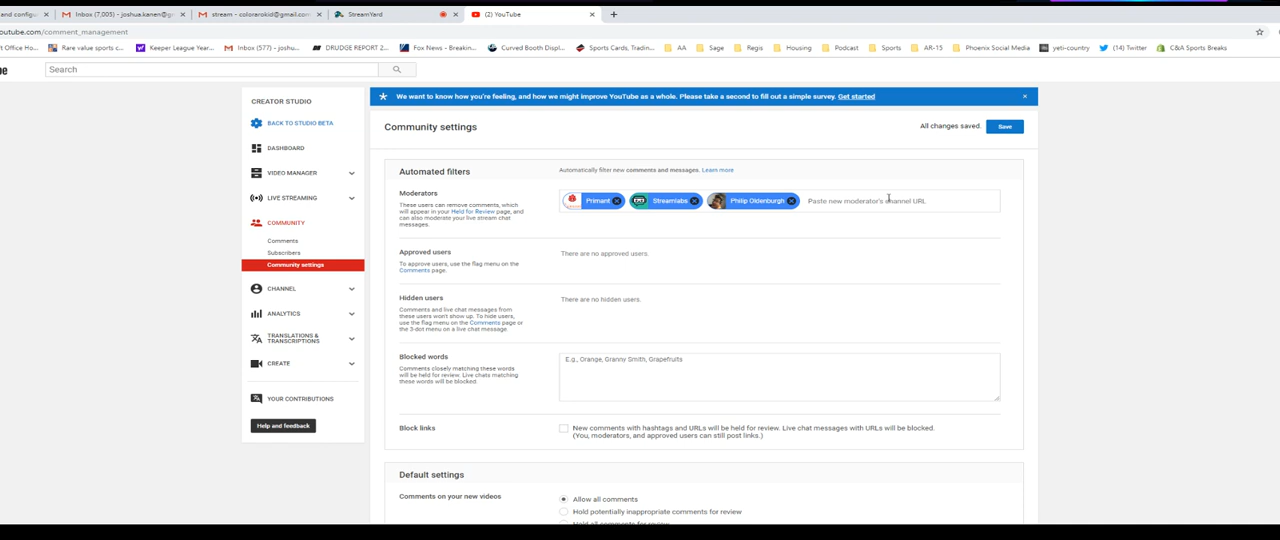 and config
Inbox (7,005) - joshua.kanen@g
stream - colorarokid@gmail.com
StreamYard
(2) YouTube
outube.com/comment_management
Office Ho...
Rare value sports c...
Keeper League Year...
Inbox (577) - joshu...
DRUDGE REPORT 2...
Fox News - Breakin...
Curved Booth Displ...
Sports Cards, Tradin...
AA
Sage
Regis
Housing
Podcast
Sports
AR-15
Phoenix Social Media
yeti-country
(14) Twitter
C&A Sports Breaks
be
Search
CREATOR STUDIO
BACK TO STUDIO BETA
DASHBOARD
VIDEO MANAGER
LIVE STREAMING
COMMUNITY
Comments
Subscribers
Community settings
CHANNEL
ANALYTICS
TRANSLATIONS &
TRANSCRIPTIONS
CREATE
YOUR CONTRIBUTIONS
Help and feedback
We want to know how you're feeling, and how we might improve YouTube as a whole. Please take a second to fill out a simple survey. Get started
Community settings
All changes saved.
Save
Automated filters
Automatically filter new comments and messages. Learn more
Moderators
These users can remove comments, which
will appear in your Held for Review page, and
can also moderate your live stream chat
messages.
Primant
Streamlabs
Philip Oldenburgh
Paste new moderator's channel URL
Approved users
To approve users, use the flag menu on the
Comments page.
There are no approved users.
Hidden users
Comments and live chat messages from
these users won't show up. To hide users,
use the flag menu on the Comments page or
the 3-dot menu on a live chat message.
There are no hidden users.
Blocked words
Comments closely matching these words
will be held for review. Live chats matching
these words will be blocked.
E.g., Orange, Granny Smith, Grapefruits
Block links
New comments with hashtags and URLs will be held for review. Live chat messages with URLs will be blocked.
(You, moderators, and approved users can still post links.)
Default settings
Comments on your new videos
Allow all comments
Hold potentially inappropriate comments for review
Hold all comments for review